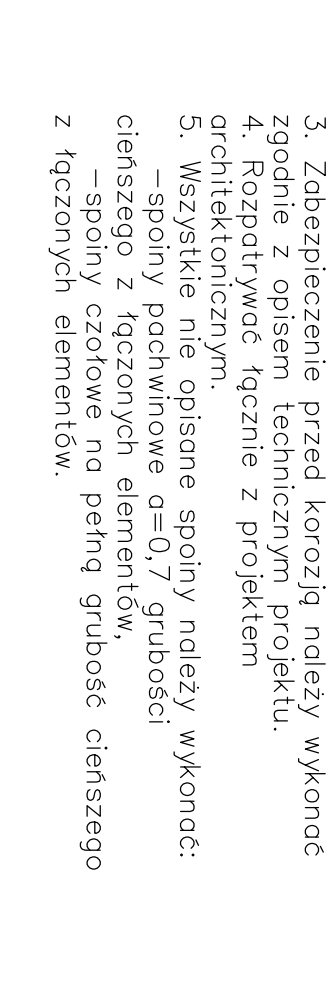 3. Zabezpieczenie przed korozją należy wykonać
zgodnie z opisem technicznym projektu.
4. Rozpatrywać łącznie z projektem
architektonicznym.
5. Wszystkie nie opisane spoiny należy wykonać:
–spoiny pachwinowe a=0,7 grubości
cieńszego z łączonych elementów,
–spoiny czołowe na pełną grubość cieńszego
z łączonych elementów.